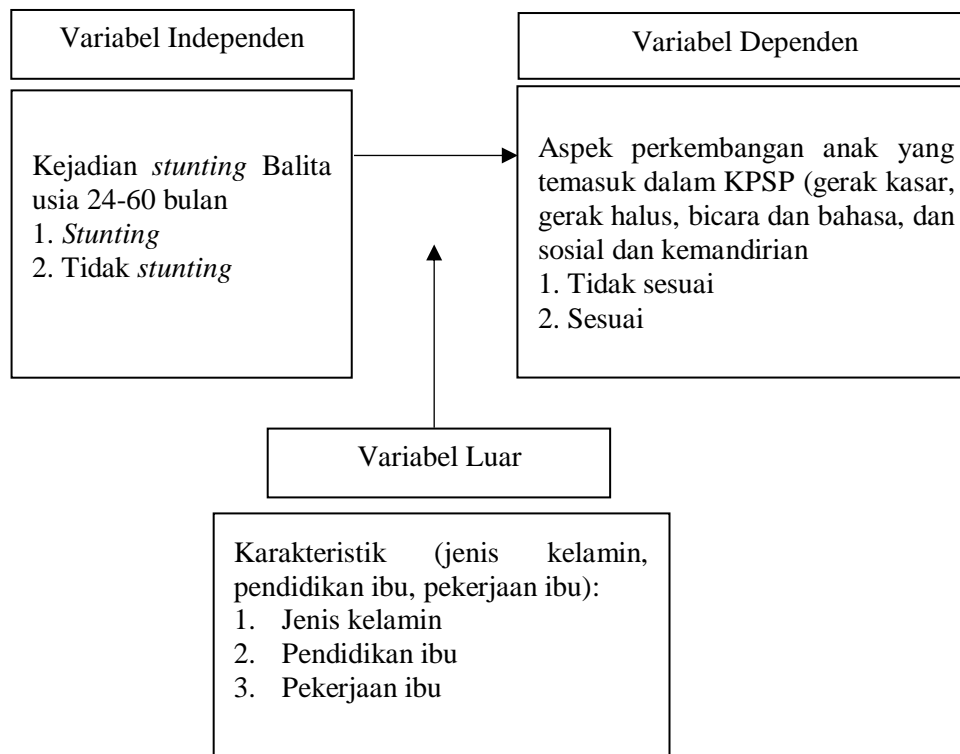 Variabel Independen
Variabel Dependen
Kejadian stunting Balita
usia 24-60 bulan
1. Stunting
2. Tidak stunting
Aspek perkembangan anak yang
temasuk dalam KPSP (gerak kasar,
gerak halus, bicara dan bahasa, dan
sosial dan kemandirian
1. Tidak sesuai
2. Sesuai
Variabel Luar
Karakteristik (jenis kelamin,
pendidikan ibu, pekerjaan ibu):
1. Jenis kelamin
2. Pendidikan ibu
3. Pekerjaan ibu